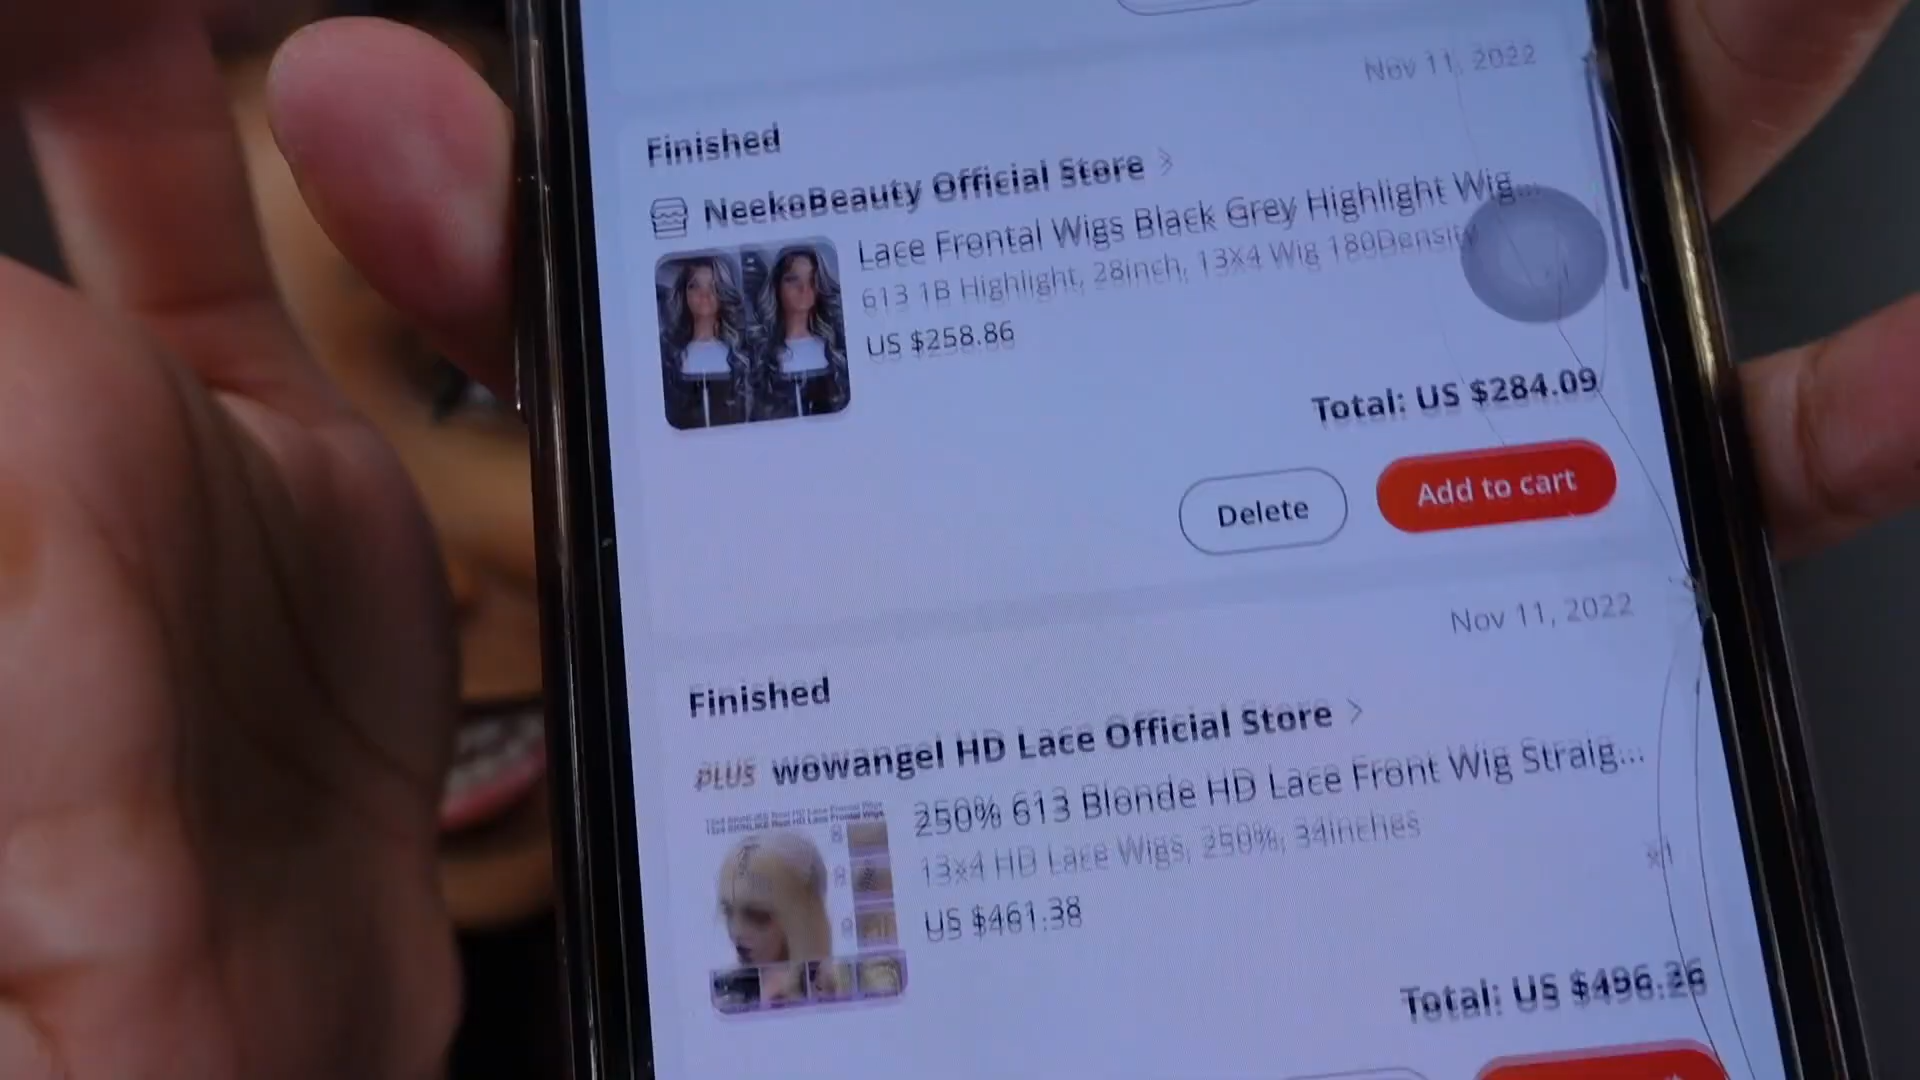 Nov 11, 2022
Finished
NeekoBeauty Official Store >
Lace Frontal Wigs Black Grey Highlight Wig...
613 1B Highlight, 28inch, 13X4 Wig 180Density
US $258.86
Total: US $284.09
Delete
Add to cart
Nov 11, 2022
Finished
PLUS wowangel HD Lace Official Store >
250% 613 Blonde HD Lace Front Wig Straig...
13x4 HD Lace Wigs, 250%, 34inches
x1
US $461.38
Total: US $496.26